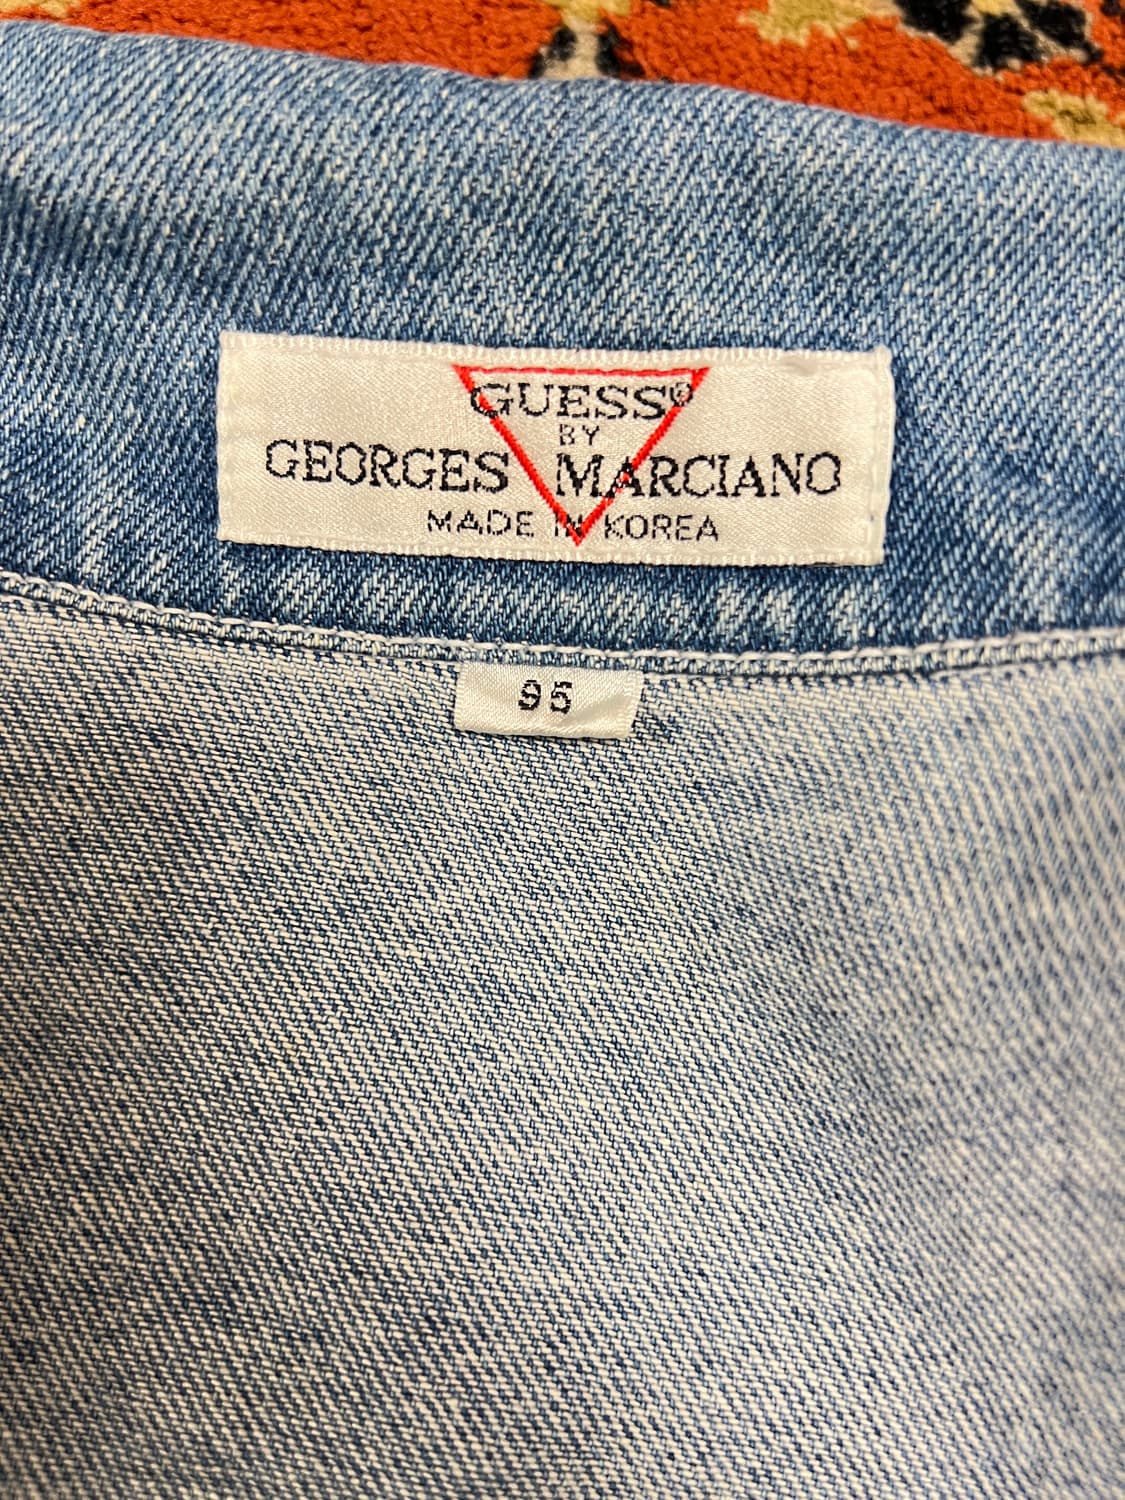 GUESS®
BY
GEORGES MARCIANO
MADE IN KOREA
95